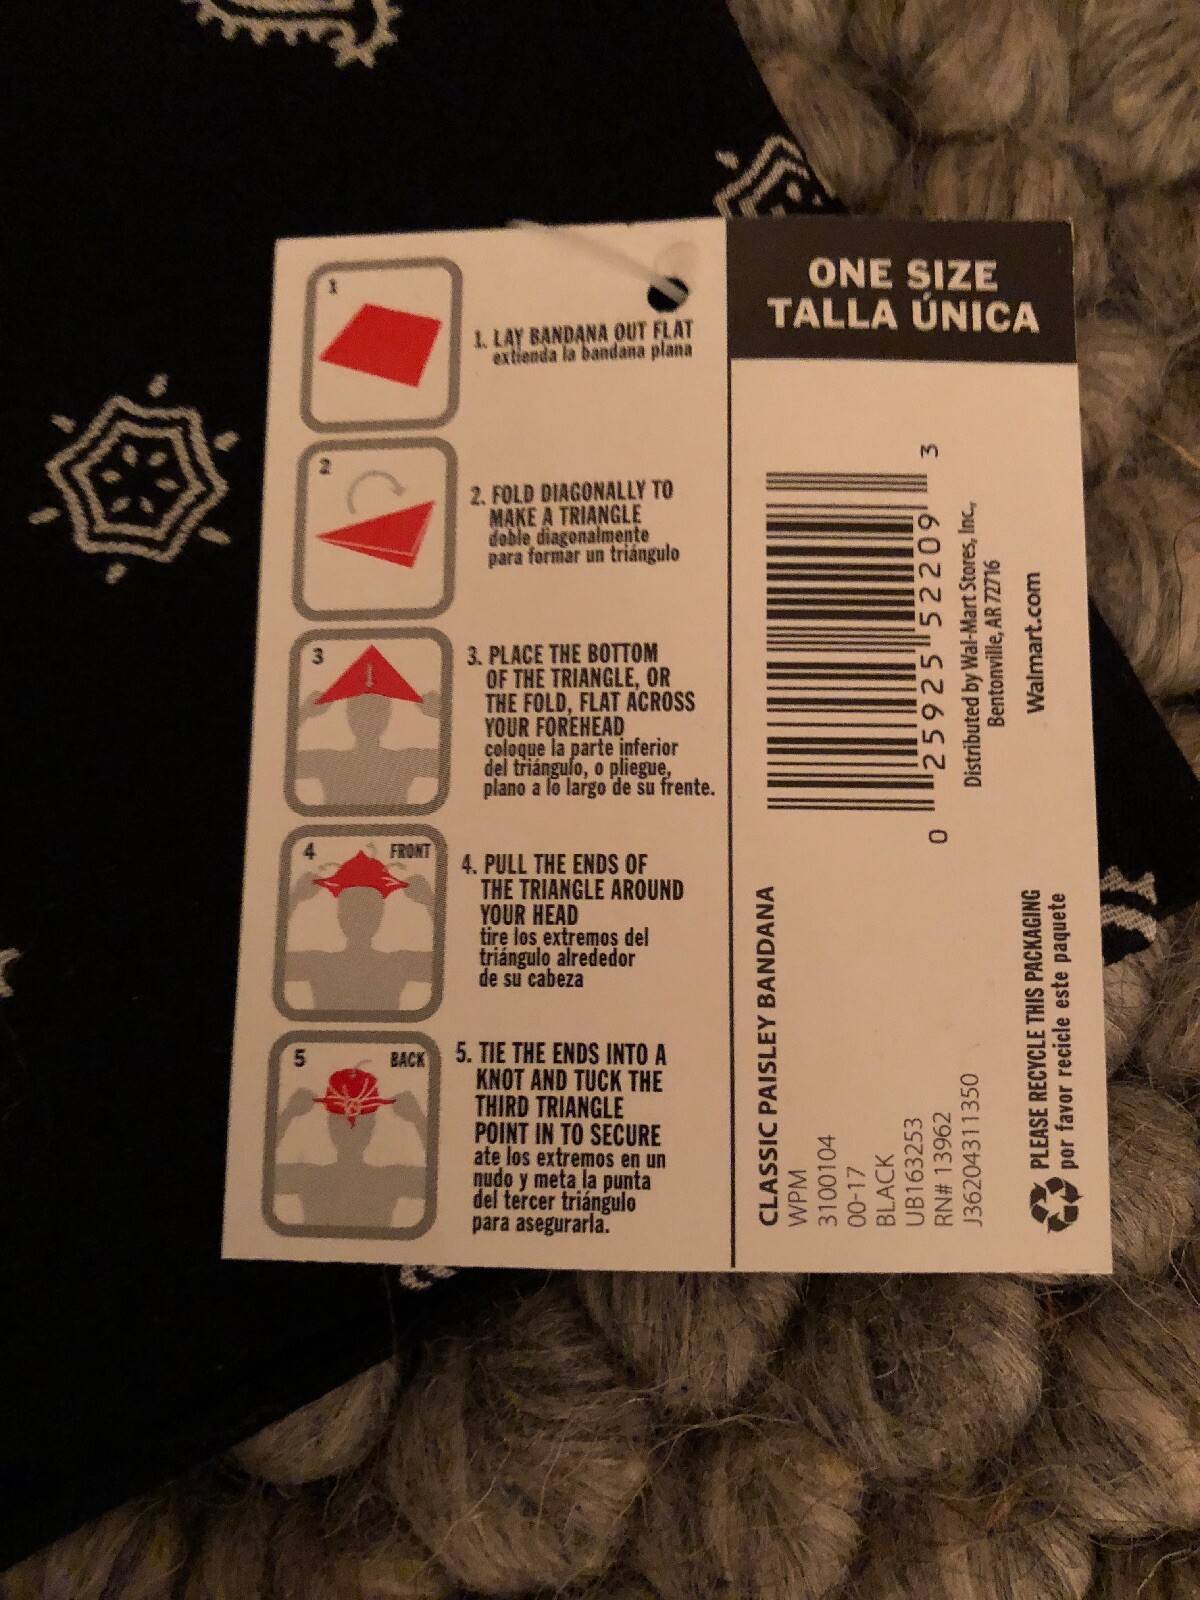 1
1. LAY BANDANA OUT FLAT
extienda la bandana plana
2
2. FOLD DIAGONALLY TO
MAKE A TRIANGLE
doble diagonalmente
para formar un triángulo
3
3. PLACE THE BOTTOM
OF THE TRIANGLE, OR
THE FOLD, FLAT ACROSS
YOUR FOREHEAD
coloque la parte inferior
del triángulo, o pliegue,
plano a lo largo de su frente.
4 FRONT
4. PULL THE ENDS OF
THE TRIANGLE AROUND
YOUR HEAD
tire los extremos del
triángulo alrededor
de su cabeza
5 BACK
5. TIE THE ENDS INTO A
KNOT AND TUCK THE
THIRD TRIANGLE
POINT IN TO SECURE
ate los extremos en un
nudo y meta la punta
del tercer triángulo
para asegurarla.
ONE SIZE
TALLA ÚNICA
0 25925 52209 3
Distributed by Wal-Mart Stores, Inc.,
Bentonville, AR 72716
Walmart.com
CLASSIC PAISLEY BANDANA
WPM
3100104
00-17
BLACK
UB163253
RN# 13962
J36204311350
PLEASE RECYCLE THIS PACKAGING
por favor recicle este paquete